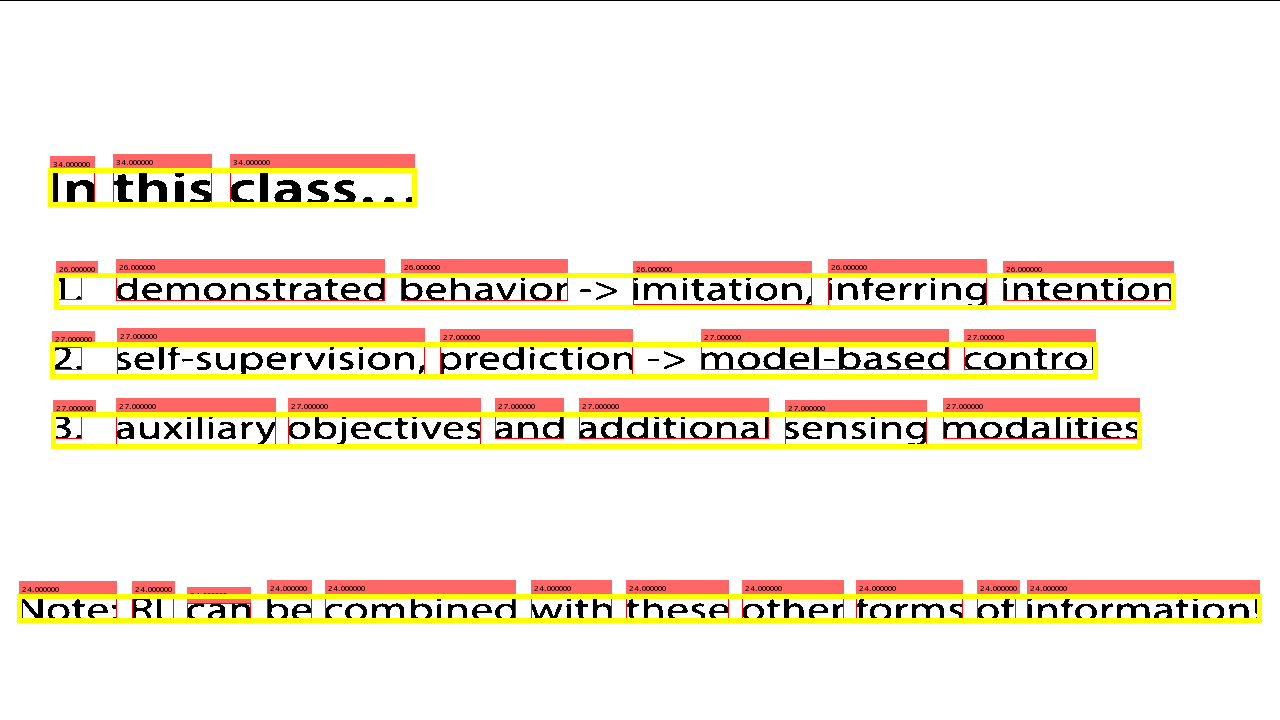 34.000000 34.000000 34.000000
In this class...
26.000000 26.000000 26.000000 26.000000 26.000000 26.000000
1. demonstrated behavior -> imitation, inferring intention
27.000000 27.000000 27.000000 27.000000 27.000000
2. self-supervision, prediction -> model-based control
27.000000 27.000000 27.000000 27.000000 27.000000 27.000000 27.000000
3. auxiliary objectives and additional sensing modalities
24.000000 24.000000 24.000000 24.000000 24.000000 24.000000 24.000000 24.000000 24.000000 24.000000
Note: RL can be combined with these other forms of information!